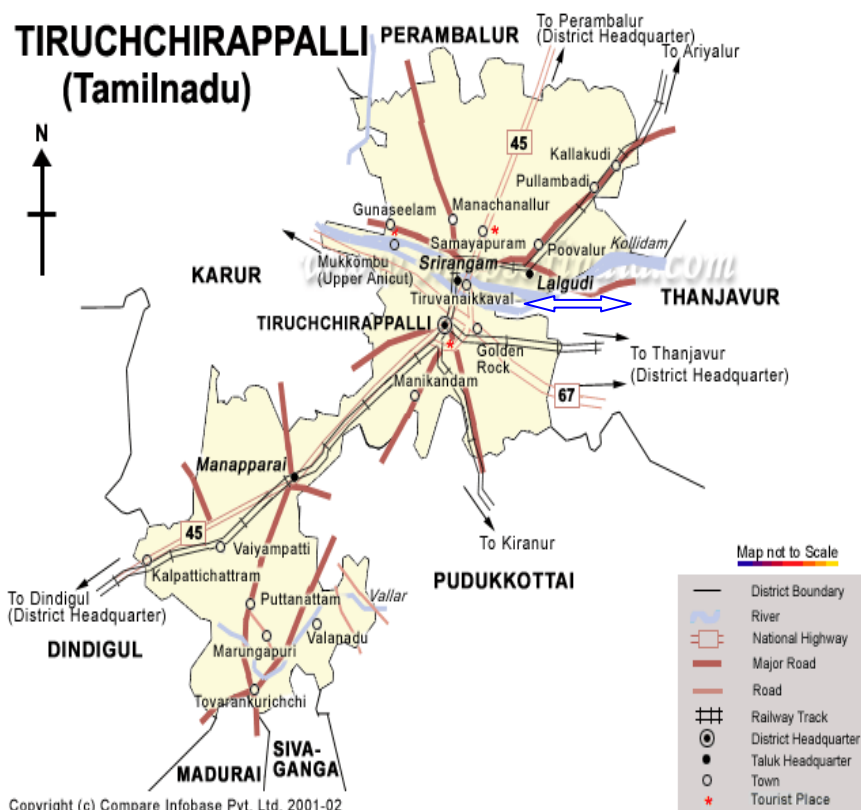 TIRUCHCHIRAPPALLI
(Tamilnadu)
PERAMBALUR
To Perambalur
(District Headquarter)
To Ariyalur
N
45
Kallakudi
Pullambadi
Gunaseelam
Manachanallur
Samayapuram
Poovalur
Kollidam
Mukkombu
(Upper Anicut)
Srirangam
Lalgudi
KARUR
Tiruvanaikkaval
THANJAVUR
TIRUCHCHIRAPPALLI
Golden
Rock
To Thanjavur
(District Headquarter)
Manikandam
67
Manapparai
45
Vaiyampatti
To Kiranur
Kalpattichattram
PUDUKKOTTAI
To Dindigul
(District Headquarter)
Puttanattam
Vallar
Valanadu
DINDIGUL
Marungapuri
Tovarankurichchi
SIVA-
GANGA
MADURAI
Map not to Scale
District Boundary
River
National Highway
Major Road
Road
Railway Track
District Headquarter
Taluk Headquarter
Town
Tourist Place
Copyright (c) Compare Infobase Pvt. Ltd. 2001-02